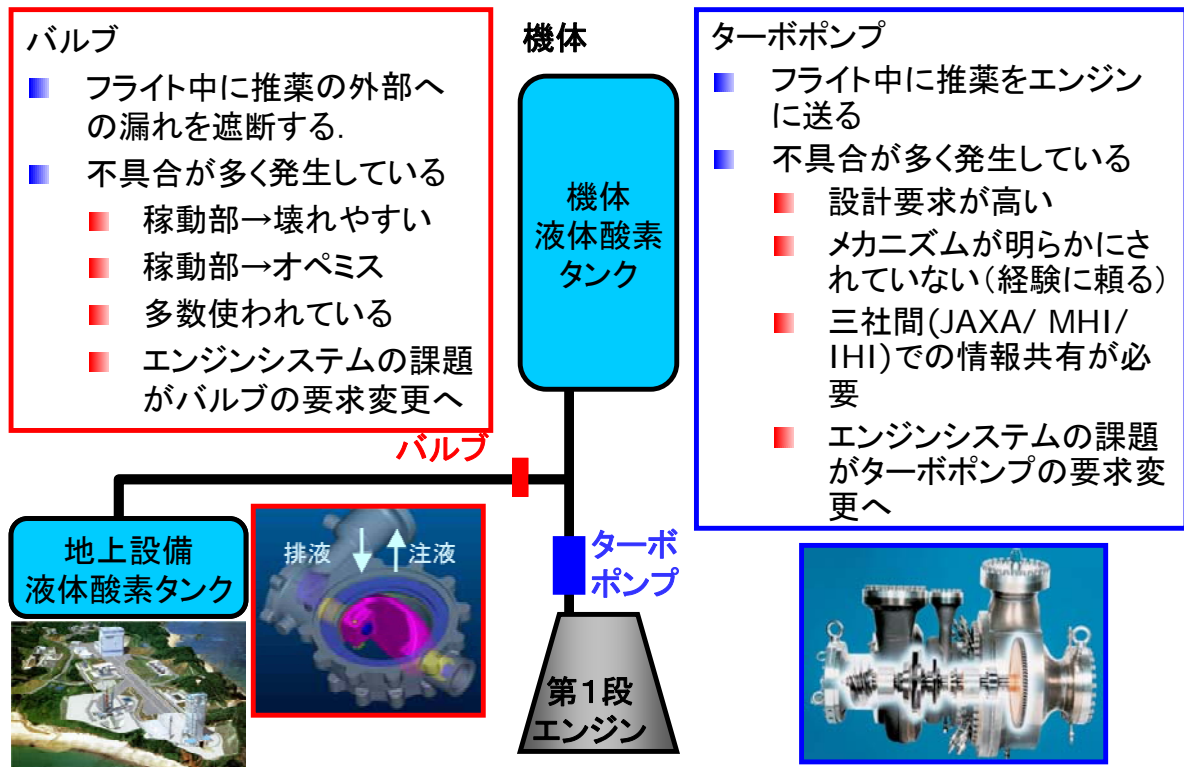 バルブ
フライト中に推薬の外部へ
の漏れを遮断する.
不具合が多く発生している
稼動部→壊れやすい
稼動部→オペミス
多数使われている
エンジンシステムの課題
がバルブの要求変更へ
機体
機体
液体酸素
タンク
ターボポンプ
フライト中に推薬をエンジン
に送る
不具合が多く発生している
設計要求が高い
メカニズムが明らかにさ
れていない(経験に頼る)
三社間(JAXA/ MHI/
IHI)での情報共有が必
要
エンジンシステムの課題
がターボポンプの要求変
更へ
バルブ
地上設備
液体酸素タンク
排液
注液
ターボ
ポンプ
第1段
エンジン